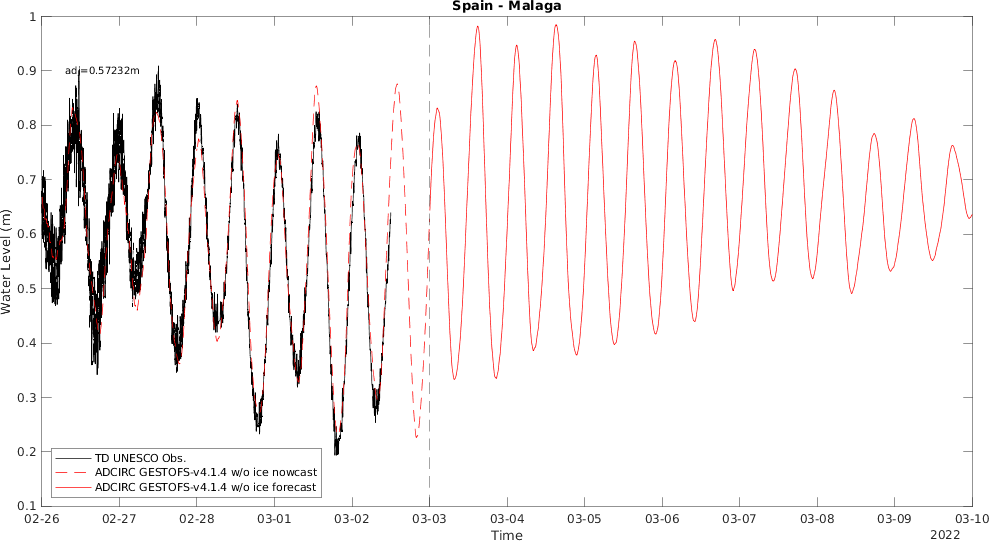 Spain - Malaga
1
0.9
0.8
0.7
0.6
0.5
0.4
0.3
0.2
0.1
Water Level (m)
adj=0.57232m
TD UNESCO Obs.
ADCIRC GESTOFS-v4.1.4 w/o ice nowcast
ADCIRC GESTOFS-v4.1.4 w/o ice forecast
02-26 02-27 02-28 03-01 03-02 03-03 03-04 03-05 03-06 03-07 03-08 03-09 03-10
Time
2022